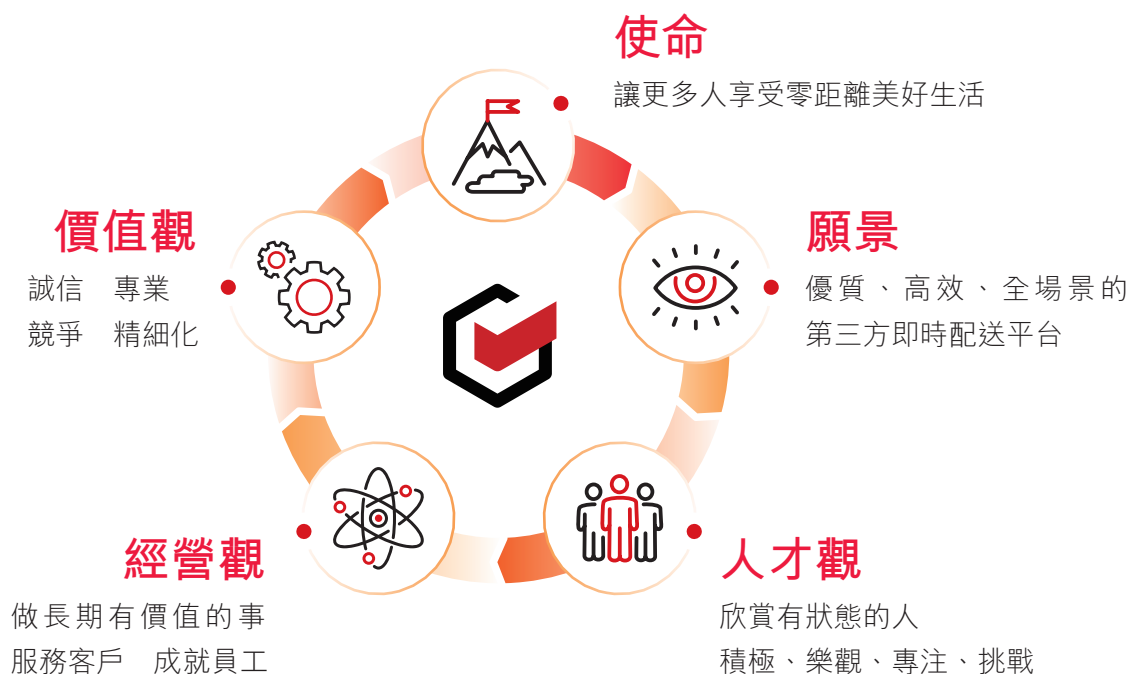 使命
讓更多人享受零距離美好生活
願景
優質、高效、全場景的
第三方即時配送平台
人才觀
欣賞有狀態的人
積極、樂觀、專注、挑戰
經營觀
做長期有價值的事
服務客戶　成就員工
價值觀
誠信　專業
競爭　精細化